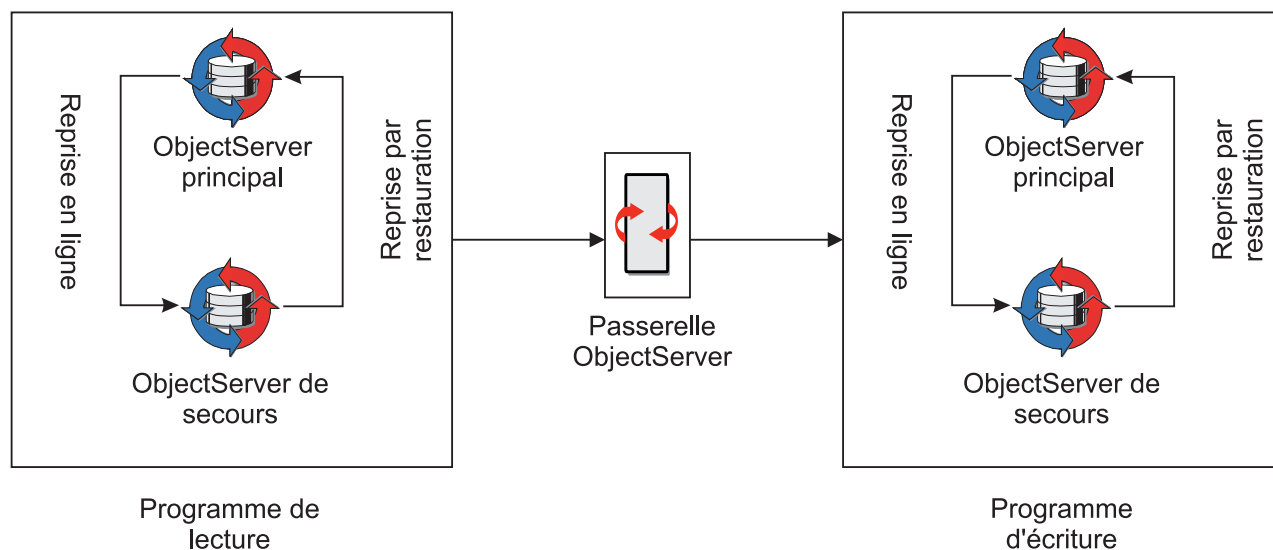 Reprise en ligne
ObjectServer
principal
Reprise par
restauration
ObjectServer de
secours
Programme de
lecture
Passerelle
ObjectServer
Reprise en ligne
ObjectServer
principal
Reprise par
restauration
ObjectServer de
secours
Programme
d'écriture